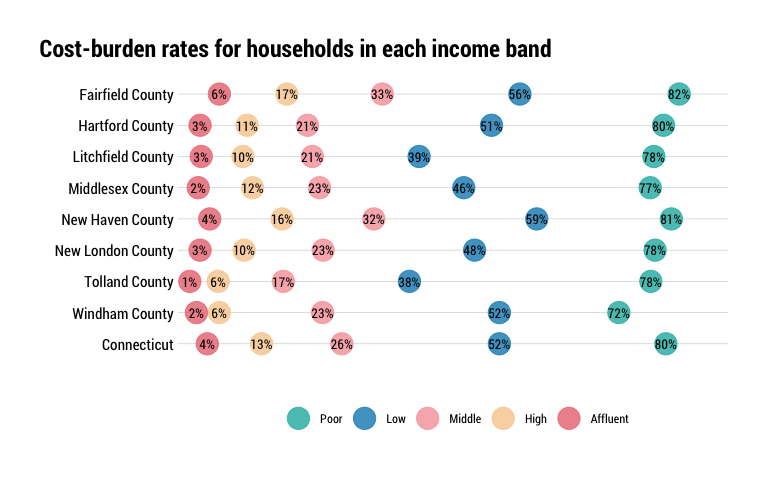 Cost-burden rates for households in each income band
Fairfield County 6% 17% 33% 56% 82%
Hartford County 3% 11% 21% 51% 80%
Litchfield County 3% 10% 21% 39% 78%
Middlesex County 2% 12% 23% 46% 77%
New Haven County 4% 16% 32% 59% 81%
New London County 3% 10% 23% 48% 78%
Tolland County 1% 6% 17% 38% 78%
Windham County 2% 6% 23% 52% 72%
Connecticut 4% 13% 26% 52% 80%
Poor Low Middle High Affluent